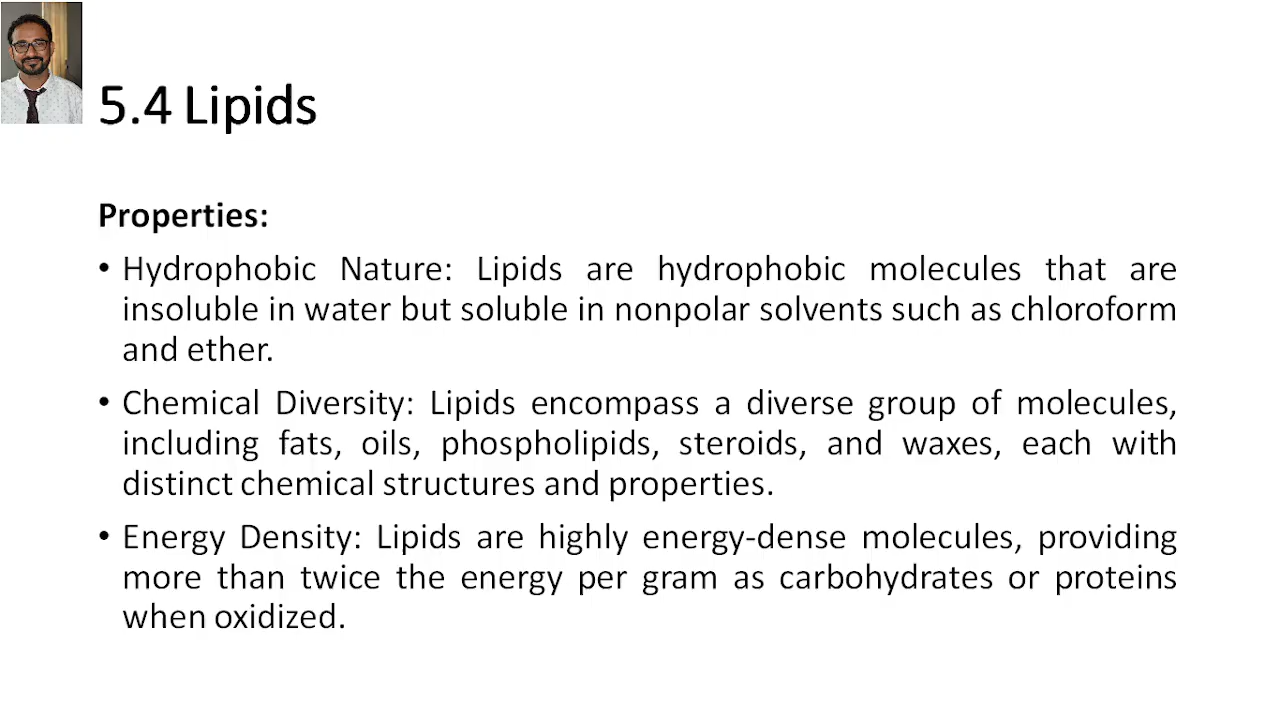 5.4 Lipids
Properties:
• Hydrophobic Nature: Lipids are hydrophobic molecules that are
insoluble in water but soluble in nonpolar solvents such as chloroform
and ether.
• Chemical Diversity: Lipids encompass a diverse group of molecules,
including fats, oils, phospholipids, steroids, and waxes, each with
distinct chemical structures and properties.
• Energy Density: Lipids are highly energy-dense molecules, providing
more than twice the energy per gram as carbohydrates or proteins
when oxidized.